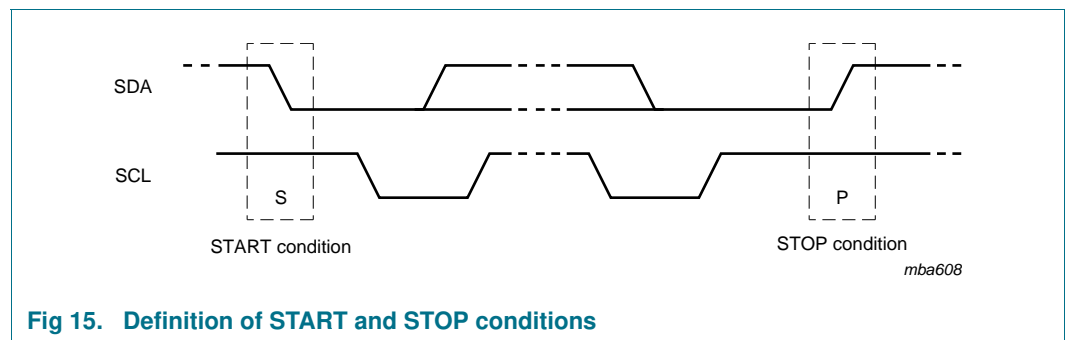 SDA
SCL
S
P
START condition
STOP condition
mba608
Fig 15. Definition of START and STOP conditions